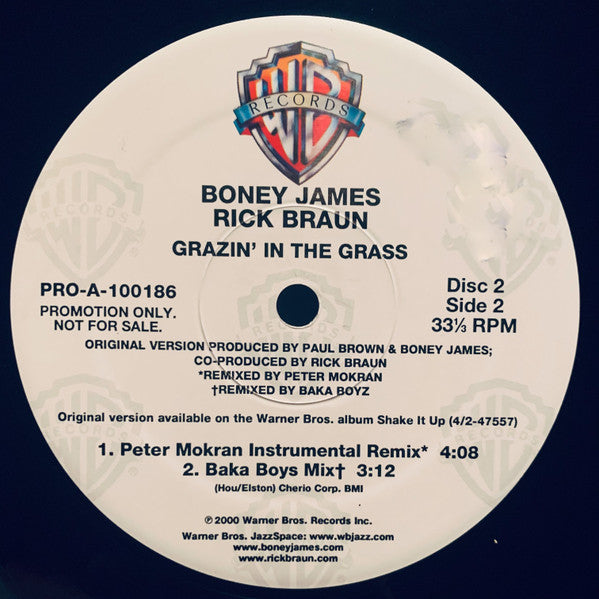 WB
RECORDS
BONEY JAMES
RICK BRAUN
GRAZIN' IN THE GRASS
PRO-A-100186
PROMOTION ONLY.
NOT FOR SALE.
Disc 2
Side 2
33⅓ RPM
ORIGINAL VERSION PRODUCED BY PAUL BROWN & BONEY JAMES;
CO-PRODUCED BY RICK BRAUN
*REMIXED BY PETER MOKRAN
†REMIXED BY BAKA BOYZ
Original version available on the Warner Bros. album Shake It Up (4/2-47557)
1. Peter Mokran Instrumental Remix* 4:08
2. Baka Boys Mix† 3:12
(Hou/Elston) Cherio Corp. BMI
℗ 2000 Warner Bros. Records Inc.
Warner Bros. JazzSpace: www.wbjazz.com
www.boneyjames.com
www.rickbraun.com